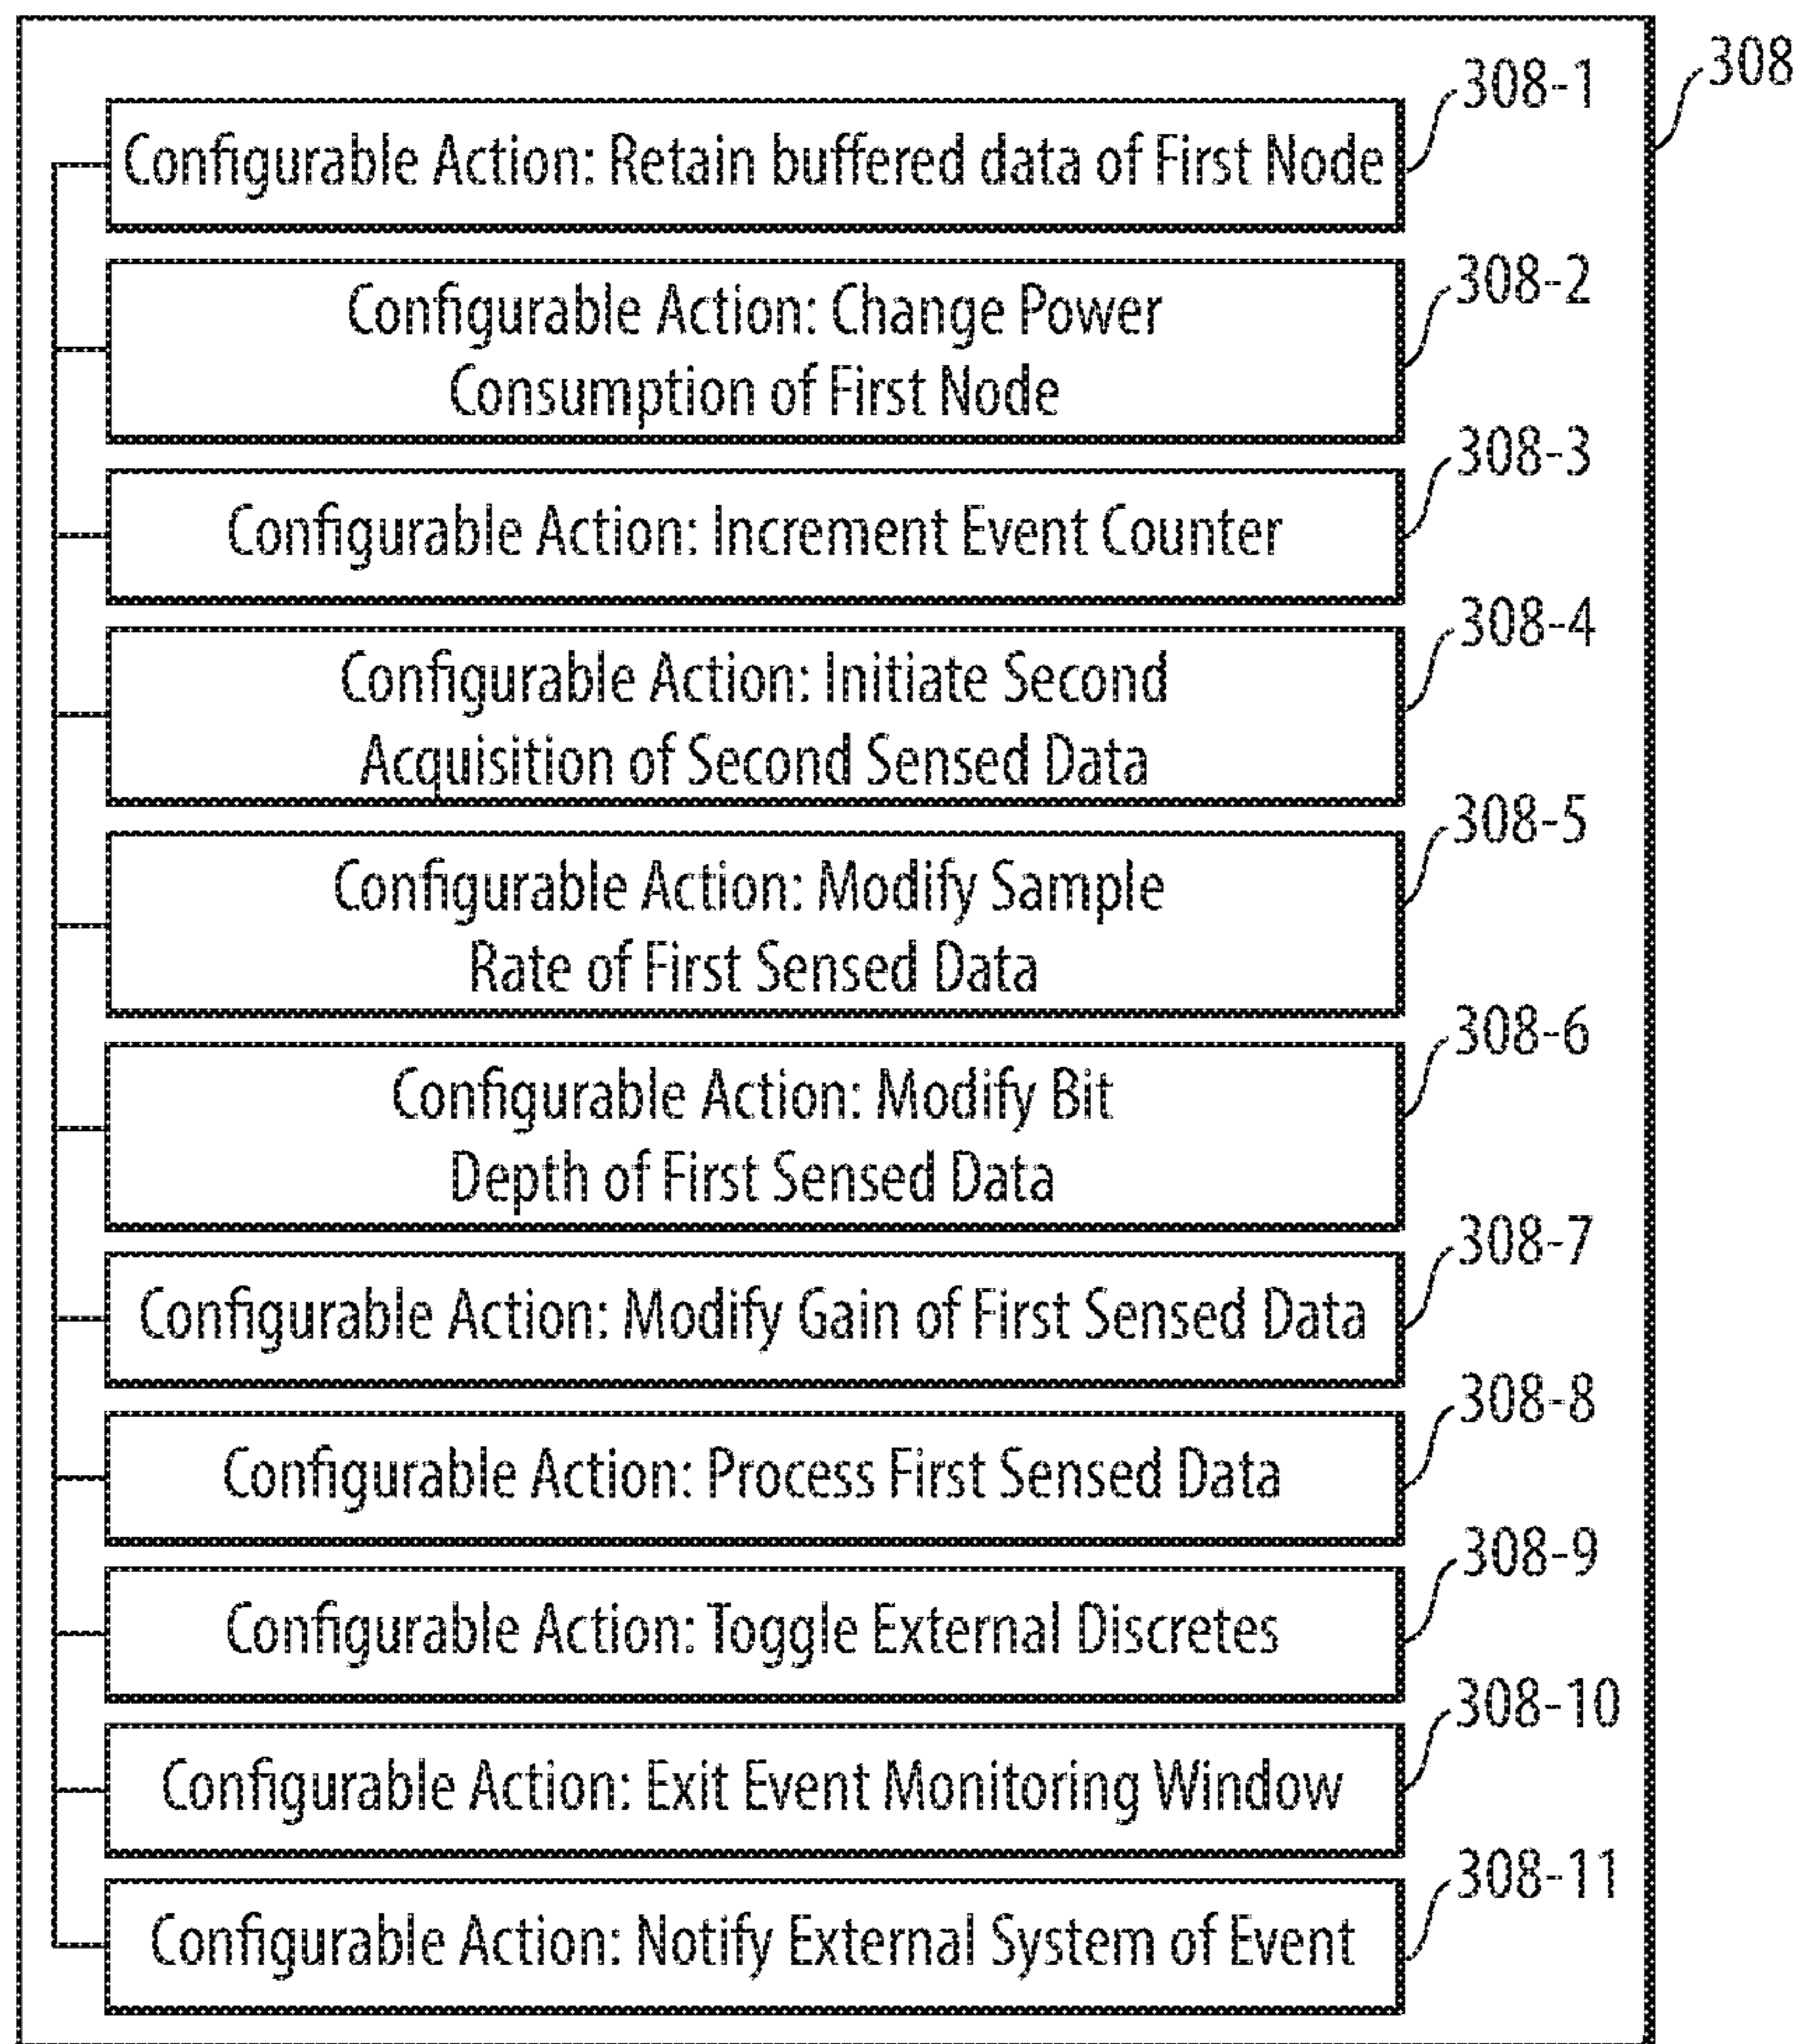 308
308-1
Configurable Action: Retain buffered data of First Node
308-2
Configurable Action: Change Power
Consumption of First Node
308-3
Configurable Action: Increment Event Counter
308-4
Configurable Action: Initiate Second
Acquisition of Second Sensed Data
308-5
Configurable Action: Modify Sample
Rate of First Sensed Data
308-6
Configurable Action: Modify Bit
Depth of First Sensed Data
308-7
Configurable Action: Modify Gain of First Sensed Data
308-8
Configurable Action: Process First Sensed Data
308-9
Configurable Action: Toggle External Discretes
308-10
Configurable Action: Exit Event Monitoring Window
308-11
Configurable Action: Notify External System of Event